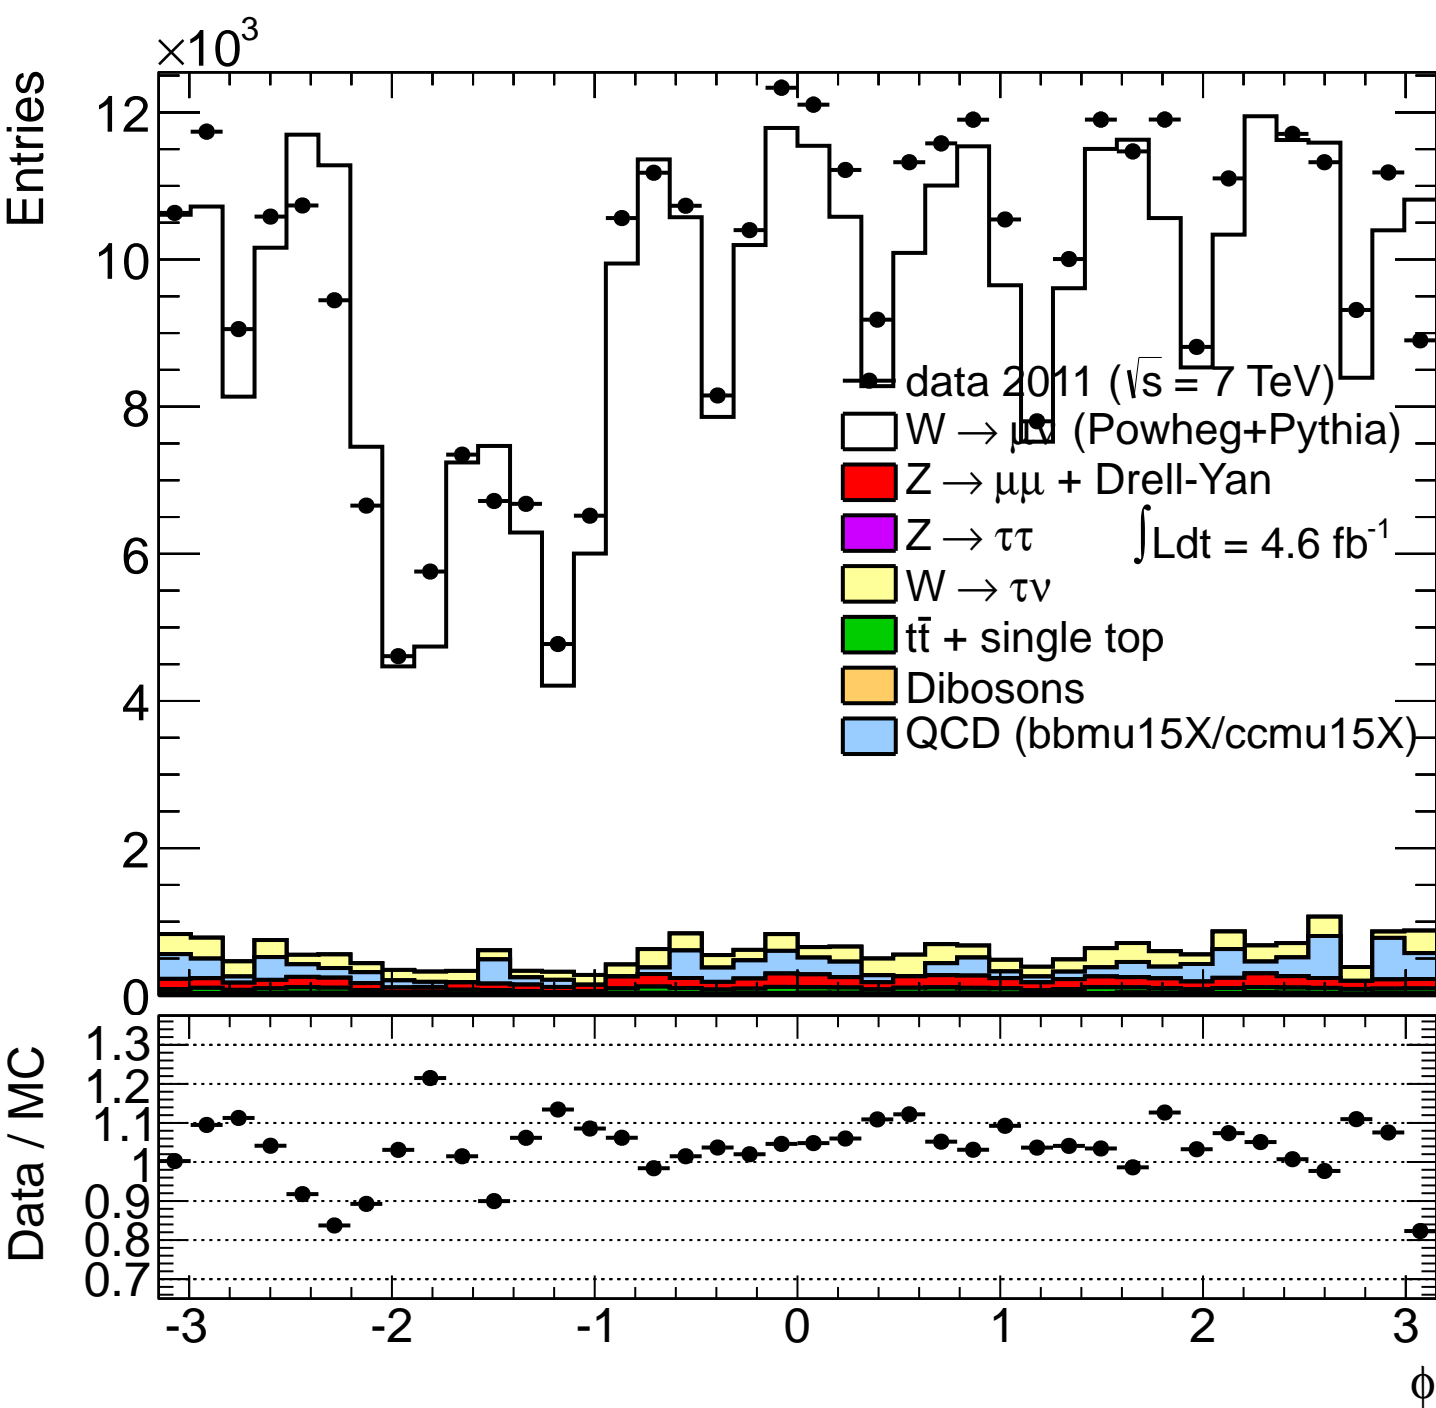 ×10³
Entries
12
10
8
6
4
2
0
data 2011 (√s = 7 TeV)
W → μν (Powheg+Pythia)
Z → μμ + Drell-Yan
Z → ττ
∫Ldt = 4.6 fb⁻¹
W → τν
tt̄ + single top
Dibosons
QCD (bbmu15X/ccmu15X)
Data / MC
1.3
1.2
1.1
1
0.9
0.8
0.7
-3 -2 -1 0 1 2 3
ϕ